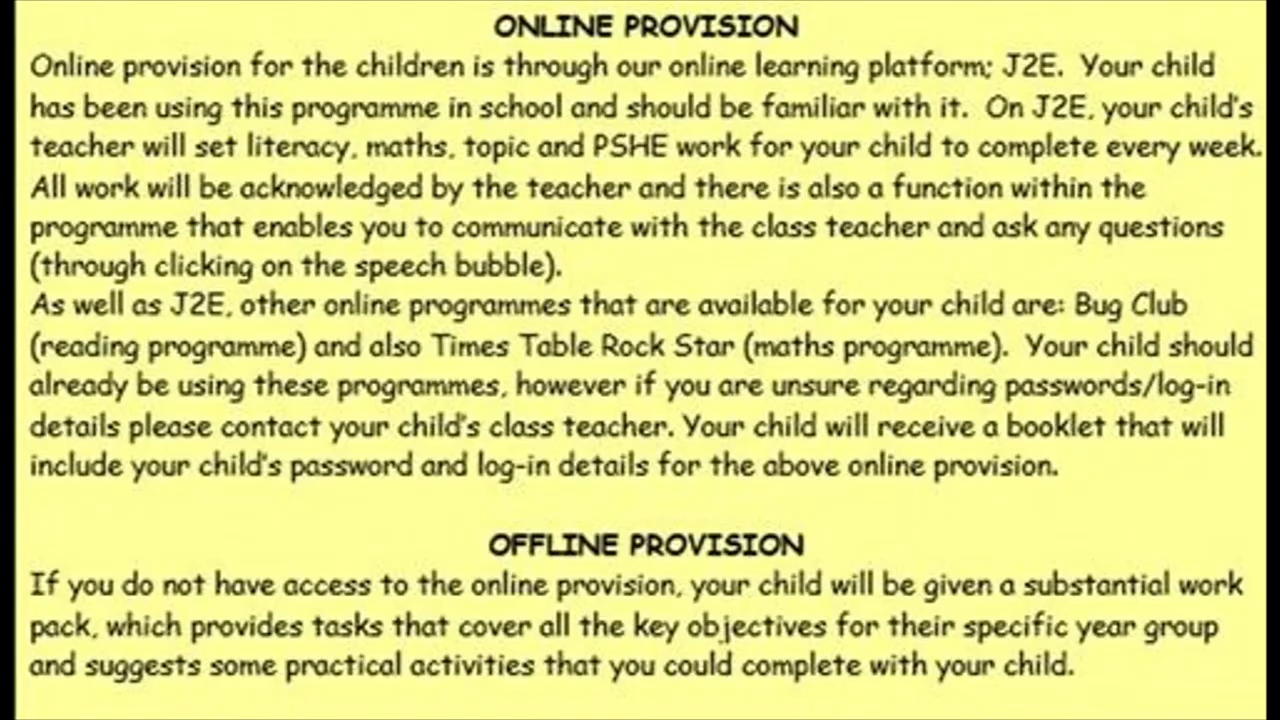 ONLINE PROVISION
Online provision for the children is through our online learning platform; J2E.  Your child
has been using this programme in school and should be familiar with it.  On J2E, your child's
teacher will set literacy, maths, topic and PSHE work for your child to complete every week.
All work will be acknowledged by the teacher and there is also a function within the
programme that enables you to communicate with the class teacher and ask any questions
(through clicking on the speech bubble).
As well as J2E, other online programmes that are available for your child are: Bug Club
(reading programme) and also Times Table Rock Star (maths programme).  Your child should
already be using these programmes, however if you are unsure regarding passwords/log-in
details please contact your child's class teacher. Your child will receive a booklet that will
include your child's password and log-in details for the above online provision.
OFFLINE PROVISION
If you do not have access to the online provision, your child will be given a substantial work
pack, which provides tasks that cover all the key objectives for their specific year group
and suggests some practical activities that you could complete with your child.